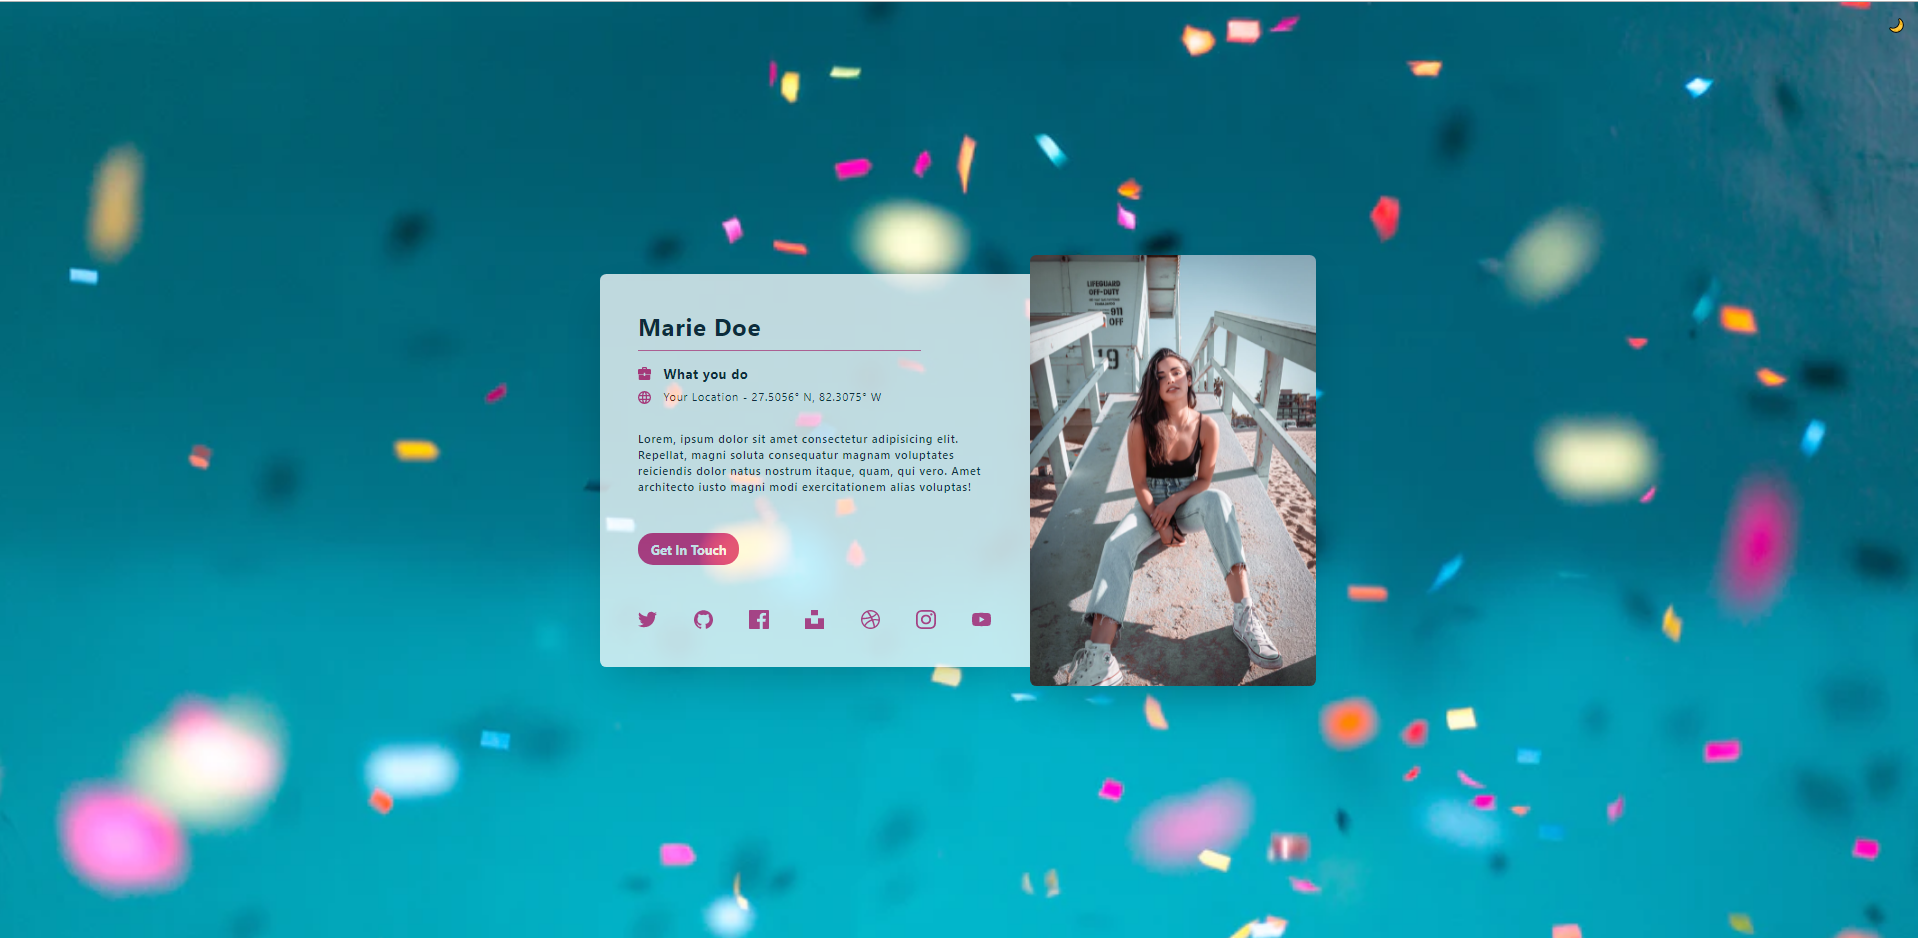 Marie Doe
What you do
Your Location - 27.5056° N, 82.3075° W
Lorem, ipsum dolor sit amet consectetur adipisicing elit.
Repellat, magni soluta consequatur magnam voluptates
reiciendis dolor natus nostrum itaque, quam, qui vero. Amet
architecto iusto magni modi exercitationem alias voluptas!
Get In Touch
LIFEGUARD
OFF-DUTY
911
OFF
19